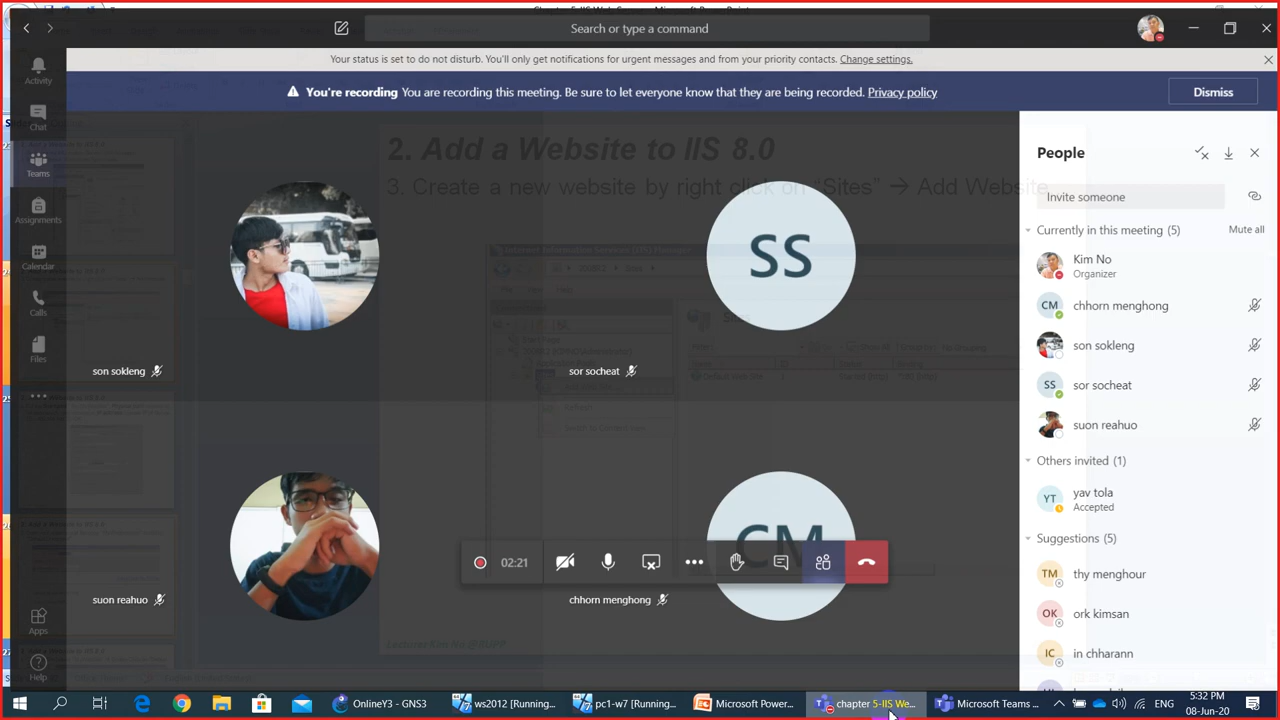 Search or type a command
Your status is set to do not disturb. You'll only get notifications for urgent messages and from your priority contacts. Change settings.
You're recording You are recording this meeting. Be sure to let everyone know that they are being recorded. Privacy policy
Dismiss
Activity
Chat
Teams
Assignments
Calendar
Calls
Files
Apps
Help
2. Add a Website to IIS 8.0
3. Create a new website by right click on "Sites" → Add Website
SS
CM
son sokleng
sor socheat
suon reahuo
chhorn menghong
02:21
People
Invite someone
Currently in this meeting (5)
Mute all
Kim No
Organizer
CM
chhorn menghong
son sokleng
SS
sor socheat
suon reahuo
Others invited (1)
YT
yav tola
Accepted
Suggestions (5)
TM
thy menghour
OK
ork kimsan
IC
in chharann
OnlineY3 - GNS3
ws2012 [Running...
pc1-w7 [Running...
Microsoft Power...
chapter 5-IIS We...
Microsoft Teams ...
ENG
5:32 PM
08-Jun-20